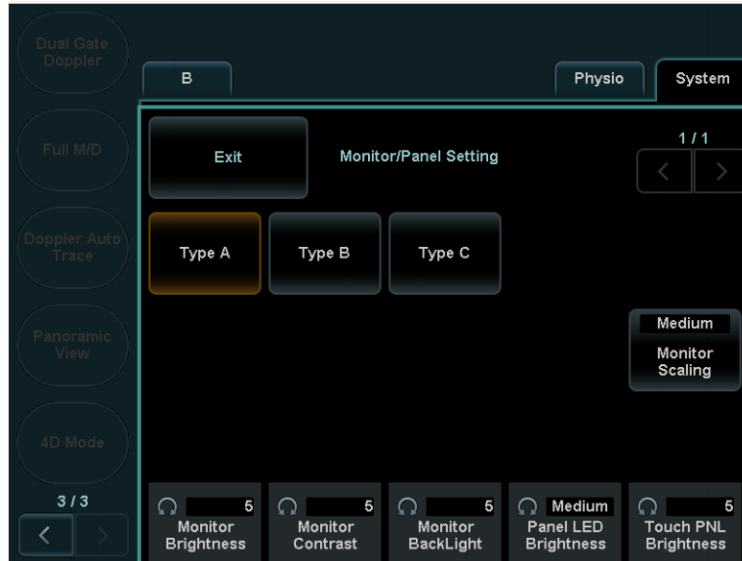 Dual Gate
Doppler
B
Physio
System
Full M/D
Exit
Monitor/Panel Setting
1 / 1
< >
Doppler Auto
Trace
Type A
Type B
Type C
Panoramic
View
Medium
Monitor
Scaling
4D Mode
3 / 3
< >
5
Monitor
Brightness
5
Monitor
Contrast
5
Monitor
BackLight
Medium
Panel LED
Brightness
5
Touch PNL
Brightness